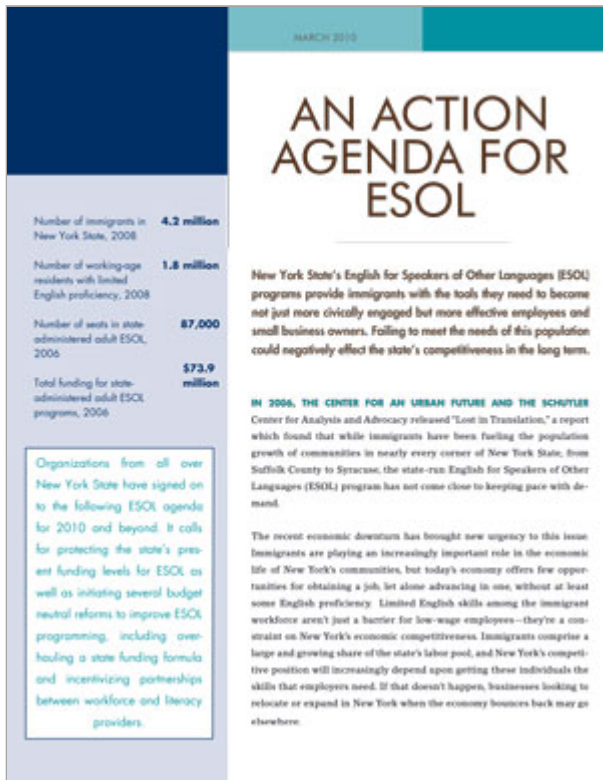 MARCH 2010
AN ACTION
AGENDA FOR
ESOL
Number of immigrants in 4.2 million
New York State, 2008
Number of working-age 1.8 million
residents with limited
English proficiency, 2008
Number of seats in state 87,000
administered adult ESOL,
2006
$73.9
Total funding for state- million
administered adult ESOL
programs, 2006
Organizations from all over
New York State have signed on
to the following ESOL agenda
for 2010 and beyond. It calls
for protecting the state's pres-
ent funding levels for ESOL as
well as initiating several budget
neutral reforms to improve ESOL
programming, including over-
hauling a state funding formula
and incentivizing partnerships
between workforce and literacy
providers.
New York State's English for Speakers of Other Languages (ESOL)
programs provide immigrants with the tools they need to become
not just more civically engaged but more effective employees and
small business owners. Failing to meet the needs of this population
could negatively effect the state's competitiveness in the long term.
IN 2006, THE CENTER FOR AN URBAN FUTURE AND THE SCHUYLER
Center for Analysis and Advocacy released "Lost in Translation," a report
which found that while immigrants have been fueling the population
growth of communities in nearly every corner of New York State, from
Suffolk County to Syracuse, the state-run English for Speakers of Other
Languages (ESOL) program has not come close to keeping pace with de-
mand.
The recent economic downturn has brought new urgency to this issue.
Immigrants are playing an increasingly important role in the economic
life of New York's communities, but today's economy offers few oppor-
tunities for obtaining a job, let alone advancing in one, without at least
some English proficiency. Limited English skills among the immigrant
workforce aren't just a barrier for low-wage employees—they're a con-
straint on New York's economic competitiveness. Immigrants comprise a
large and growing share of the state's labor pool, and New York's competi-
tive position will increasingly depend upon getting these individuals the
skills that employers need. If that doesn't happen, businesses looking to
relocate or expand in New York when the economy bounces back may go
elsewhere.